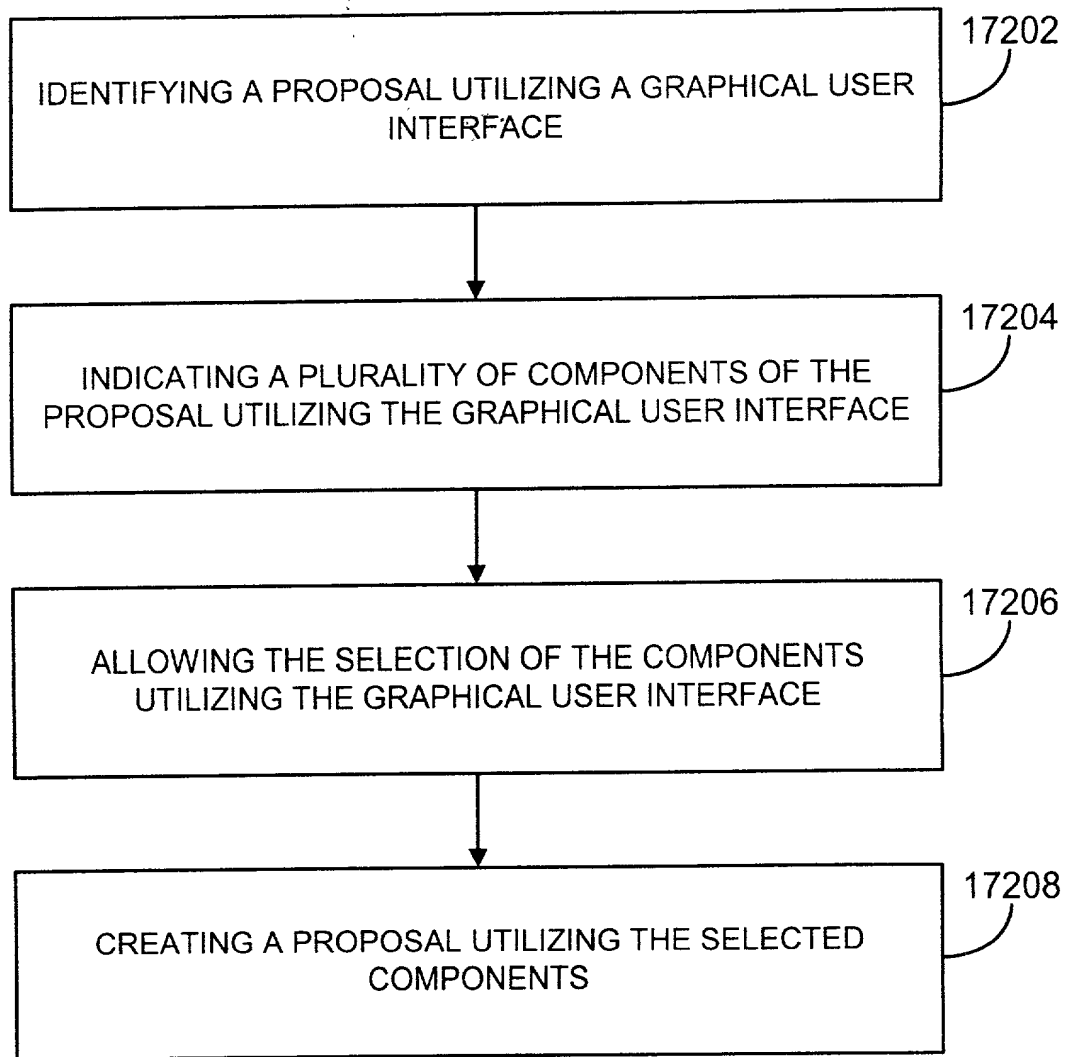 17202
IDENTIFYING A PROPOSAL UTILIZING A GRAPHICAL USER
INTERFACE
17204
INDICATING A PLURALITY OF COMPONENTS OF THE
PROPOSAL UTILIZING THE GRAPHICAL USER INTERFACE
17206
ALLOWING THE SELECTION OF THE COMPONENTS
UTILIZING THE GRAPHICAL USER INTERFACE
17208
CREATING A PROPOSAL UTILIZING THE SELECTED
COMPONENTS